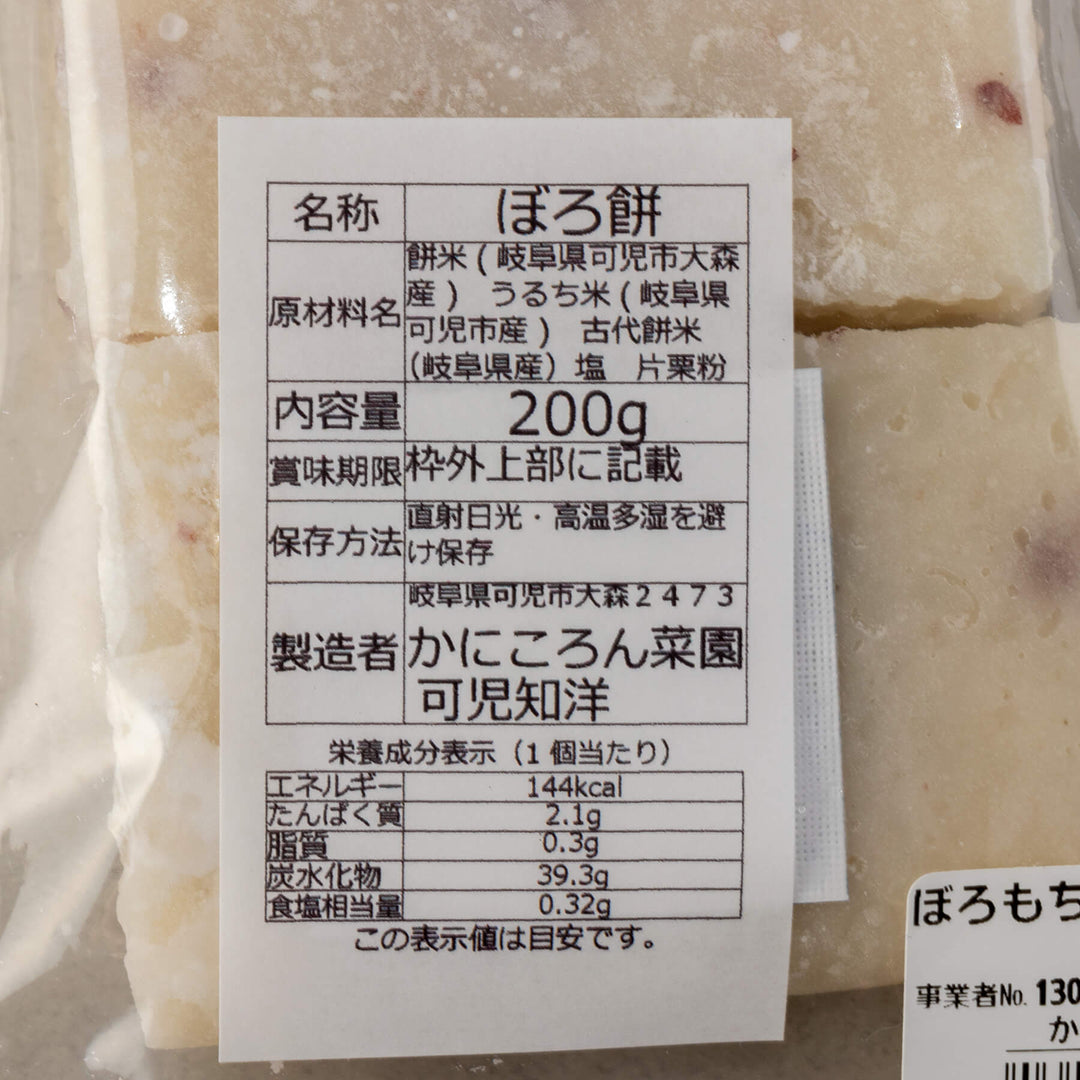 名称 ぼろ餅
原材料名 餅米(岐阜県可児市大森
産) うるち米(岐阜県
可児市産) 古代餅米
(岐阜県産)塩 片栗粉
内容量 200g
賞味期限 枠外上部に記載
保存方法 直射日光・高温多湿を避
け保存
製造者 岐阜県可児市大森2473
かにころん菜園
可児知洋
栄養成分表示(1個当たり)
エネルギー 144kcal
たんぱく質 2.1g
脂質 0.3g
炭水化物 39.3g
食塩相当量 0.32g
この表示値は目安です。
ぼろもち
事業者No. 130
か